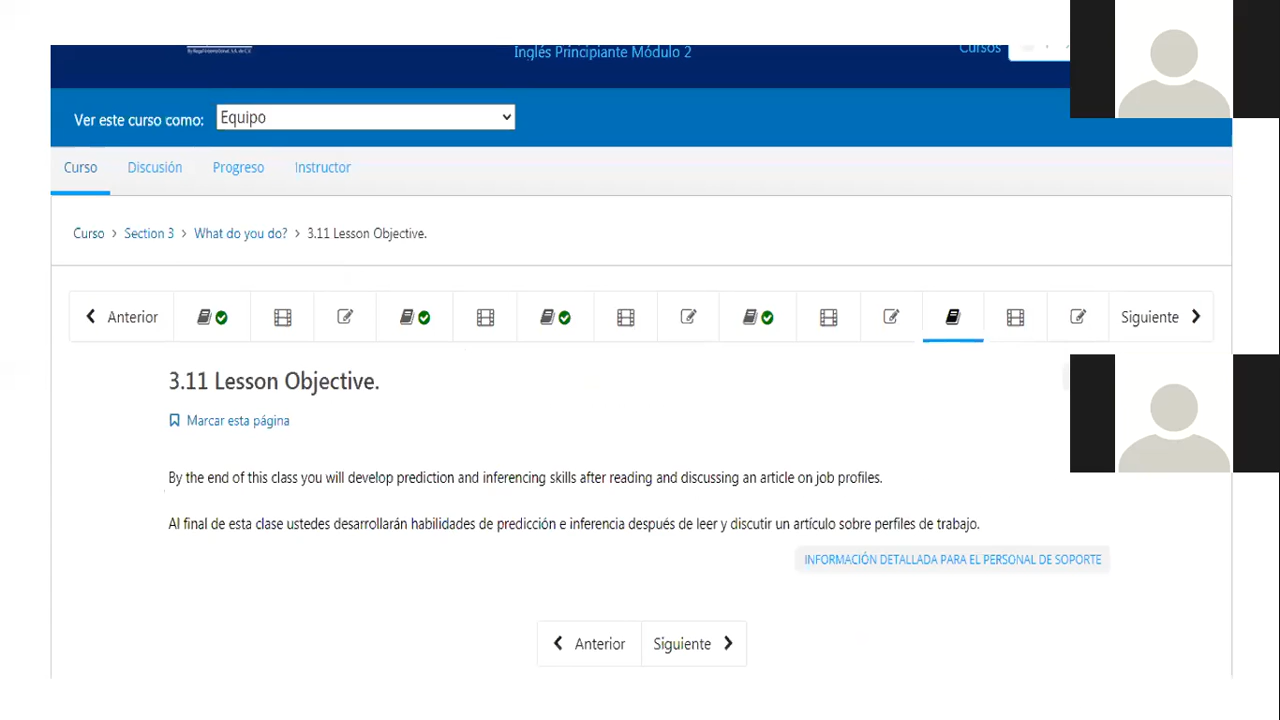 Inglés Principiante Módulo 2
Cursos
Ver este curso como:
Equipo
Curso
Discusión
Progreso
Instructor
Curso > Section 3 > What do you do? > 3.11 Lesson Objective.
Anterior
Siguiente
3.11 Lesson Objective.
Marcar esta página
By the end of this class you will develop prediction and inferencing skills after reading and discussing an article on job profiles.
Al final de esta clase ustedes desarrollarán habilidades de predicción e inferencia después de leer y discutir un artículo sobre perfiles de trabajo.
INFORMACIÓN DETALLADA PARA EL PERSONAL DE SOPORTE
Anterior
Siguiente